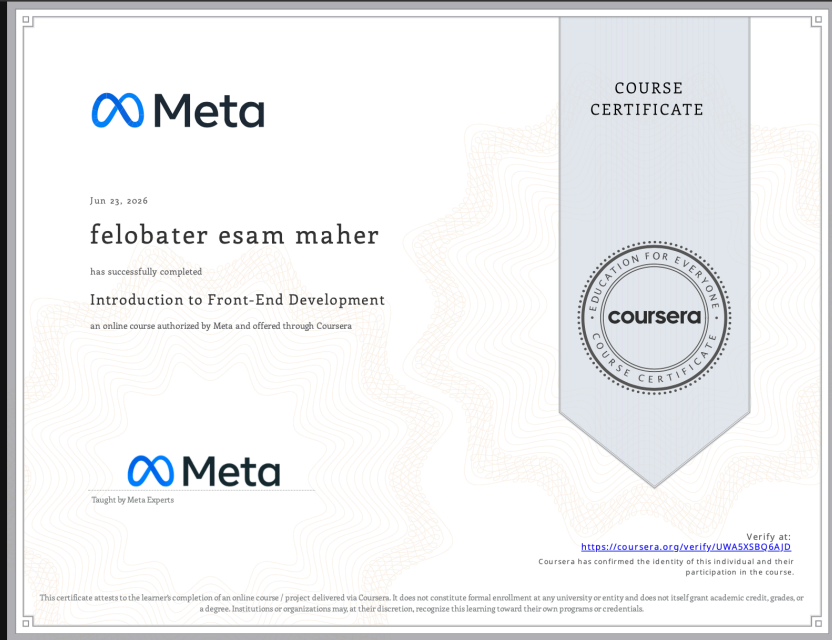 Meta
COURSE
CERTIFICATE
Jun 23, 2026
felobater esam maher
has successfully completed
Introduction to Front-End Development
an online course authorized by Meta and offered through Coursera
EDUCATION FOR EVERYONE
coursera
COURSE CERTIFICATE
Meta
Taught by Meta Experts
Verify at:
https://coursera.org/verify/UWA5XSBQ6AJD
Coursera has confirmed the identity of this individual and their
participation in the course.
This certificate attests to the learner's completion of an online course / project delivered via Coursera. It does not constitute formal enrollment at any university or entity and does not itself grant academic credit, grades, or
a degree. Institutions or organizations may, at their discretion, recognize this learning toward their own programs or credentials.